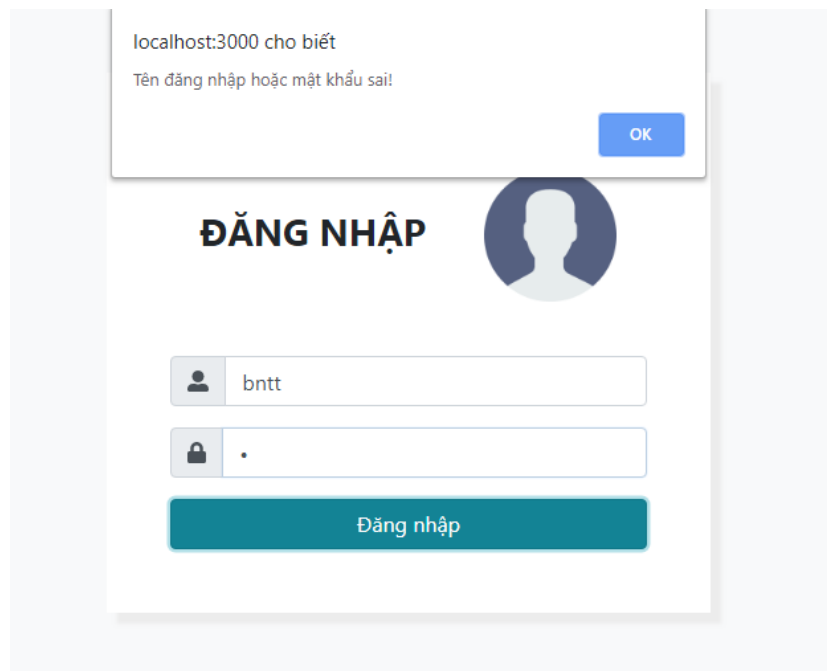 localhost:3000 cho biết
Tên đăng nhập hoặc mật khẩu sai!
OK
ĐĂNG NHẬP
bntt
•
Đăng nhập